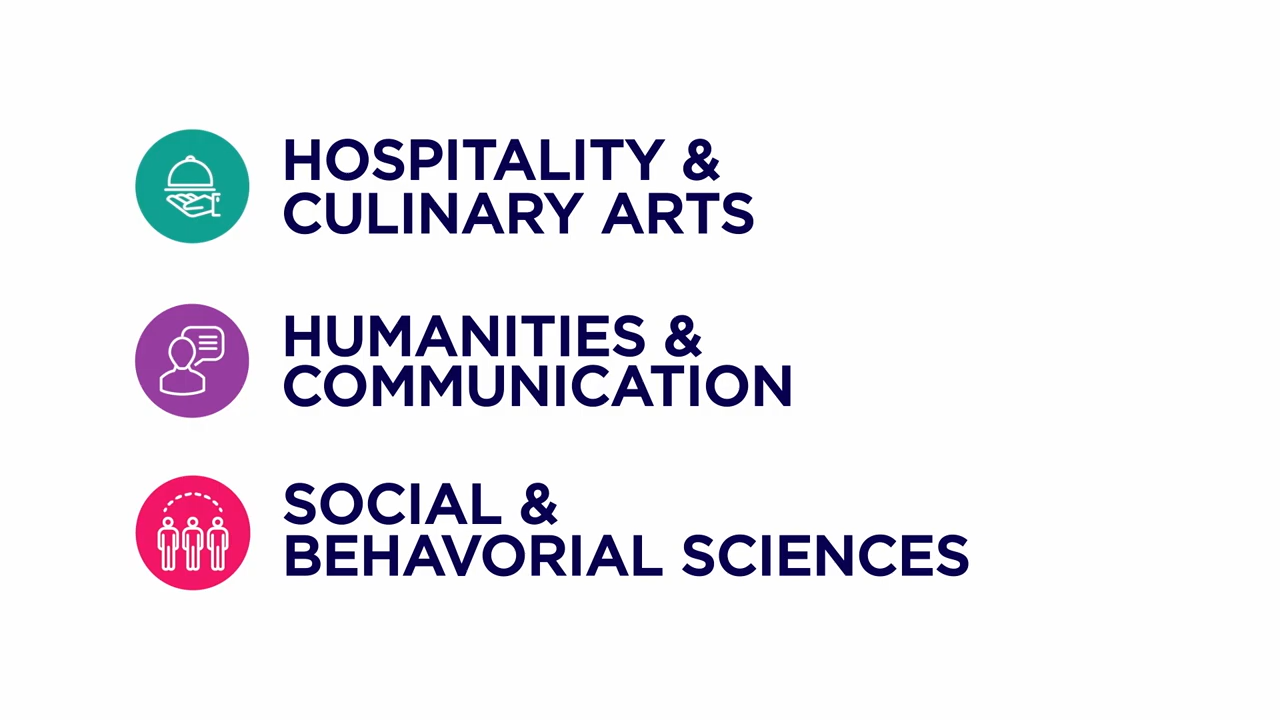 HOSPITALITY &
CULINARY ARTS
HUMANITIES &
COMMUNICATION
SOCIAL &
BEHAVORIAL SCIENCES